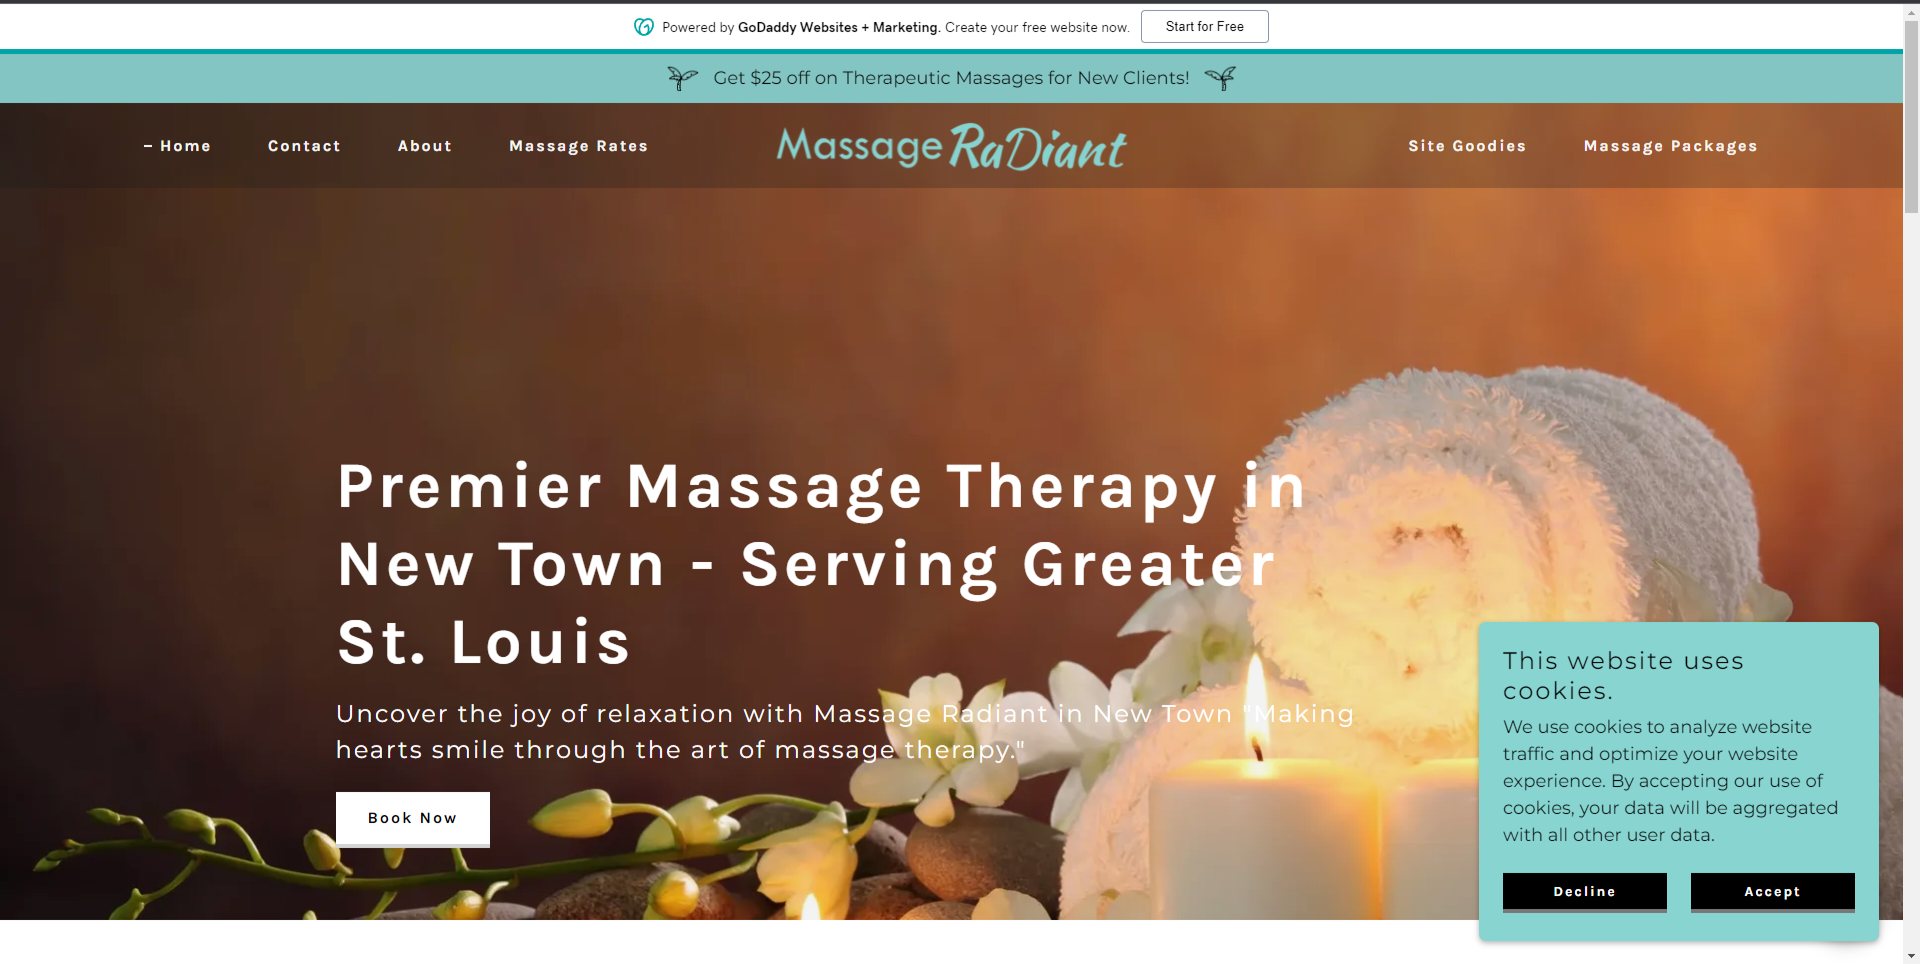 Powered by GoDaddy Websites + Marketing. Create your free website now. Start for Free
Get $25 off on Therapeutic Massages for New Clients!
– Home Contact About Massage Rates Massage RaDiant Site Goodies Massage Packages
Premier Massage Therapy in
New Town - Serving Greater
St. Louis
Uncover the joy of relaxation with Massage Radiant in New Town "Making
hearts smile through the art of massage therapy."
Book Now
This website uses
cookies.
We use cookies to analyze website
traffic and optimize your website
experience. By accepting our use of
cookies, your data will be aggregated
with all other user data.
Decline Accept